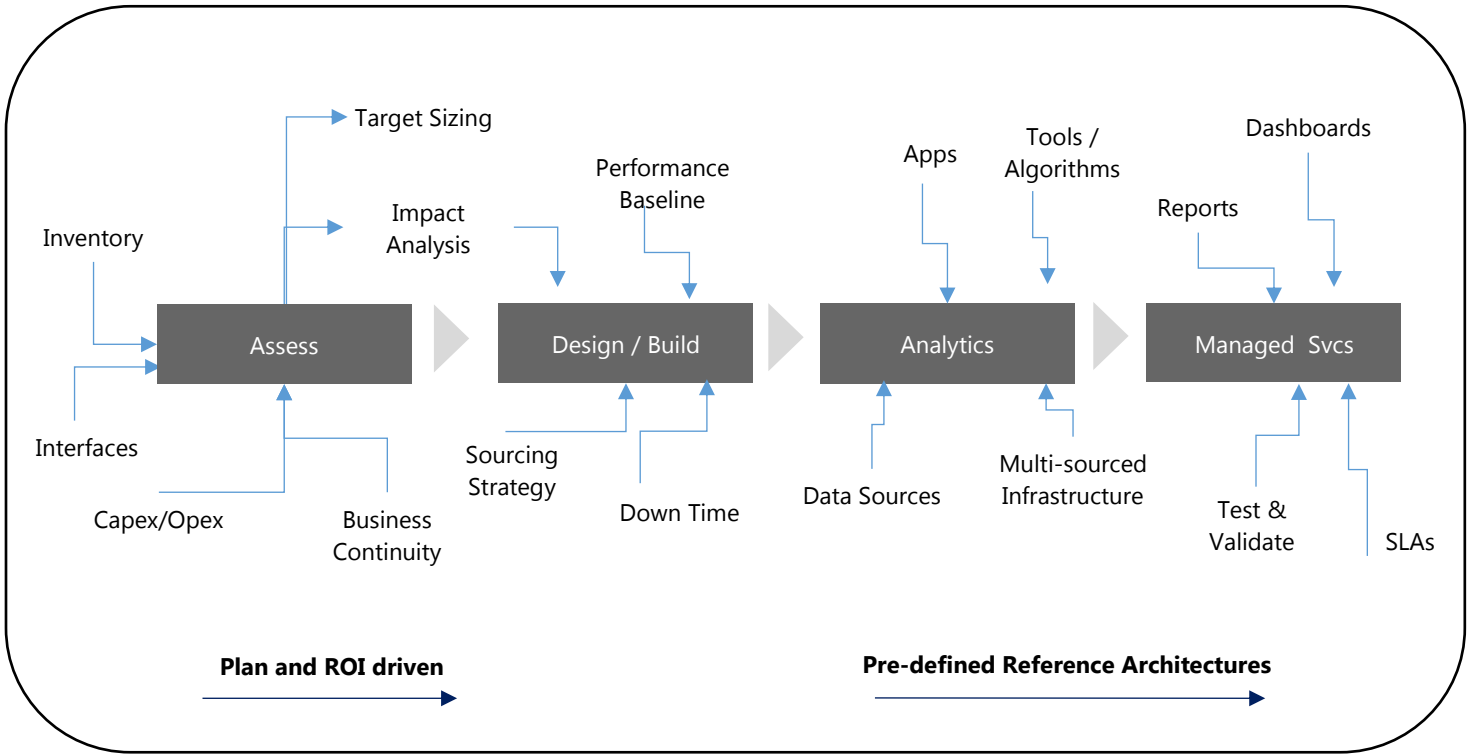 Target Sizing
Dashboards
Apps
Tools /
Algorithms
Performance
Baseline
Impact
Analysis
Reports
Inventory
Assess
Design / Build
Analytics
Managed Svcs
Interfaces
Sourcing
Strategy
Multi-sourced
Infrastructure
Data Sources
Capex/Opex
Business
Continuity
Down Time
Test &
Validate
SLAs
Plan and ROI driven
Pre-defined Reference Architectures